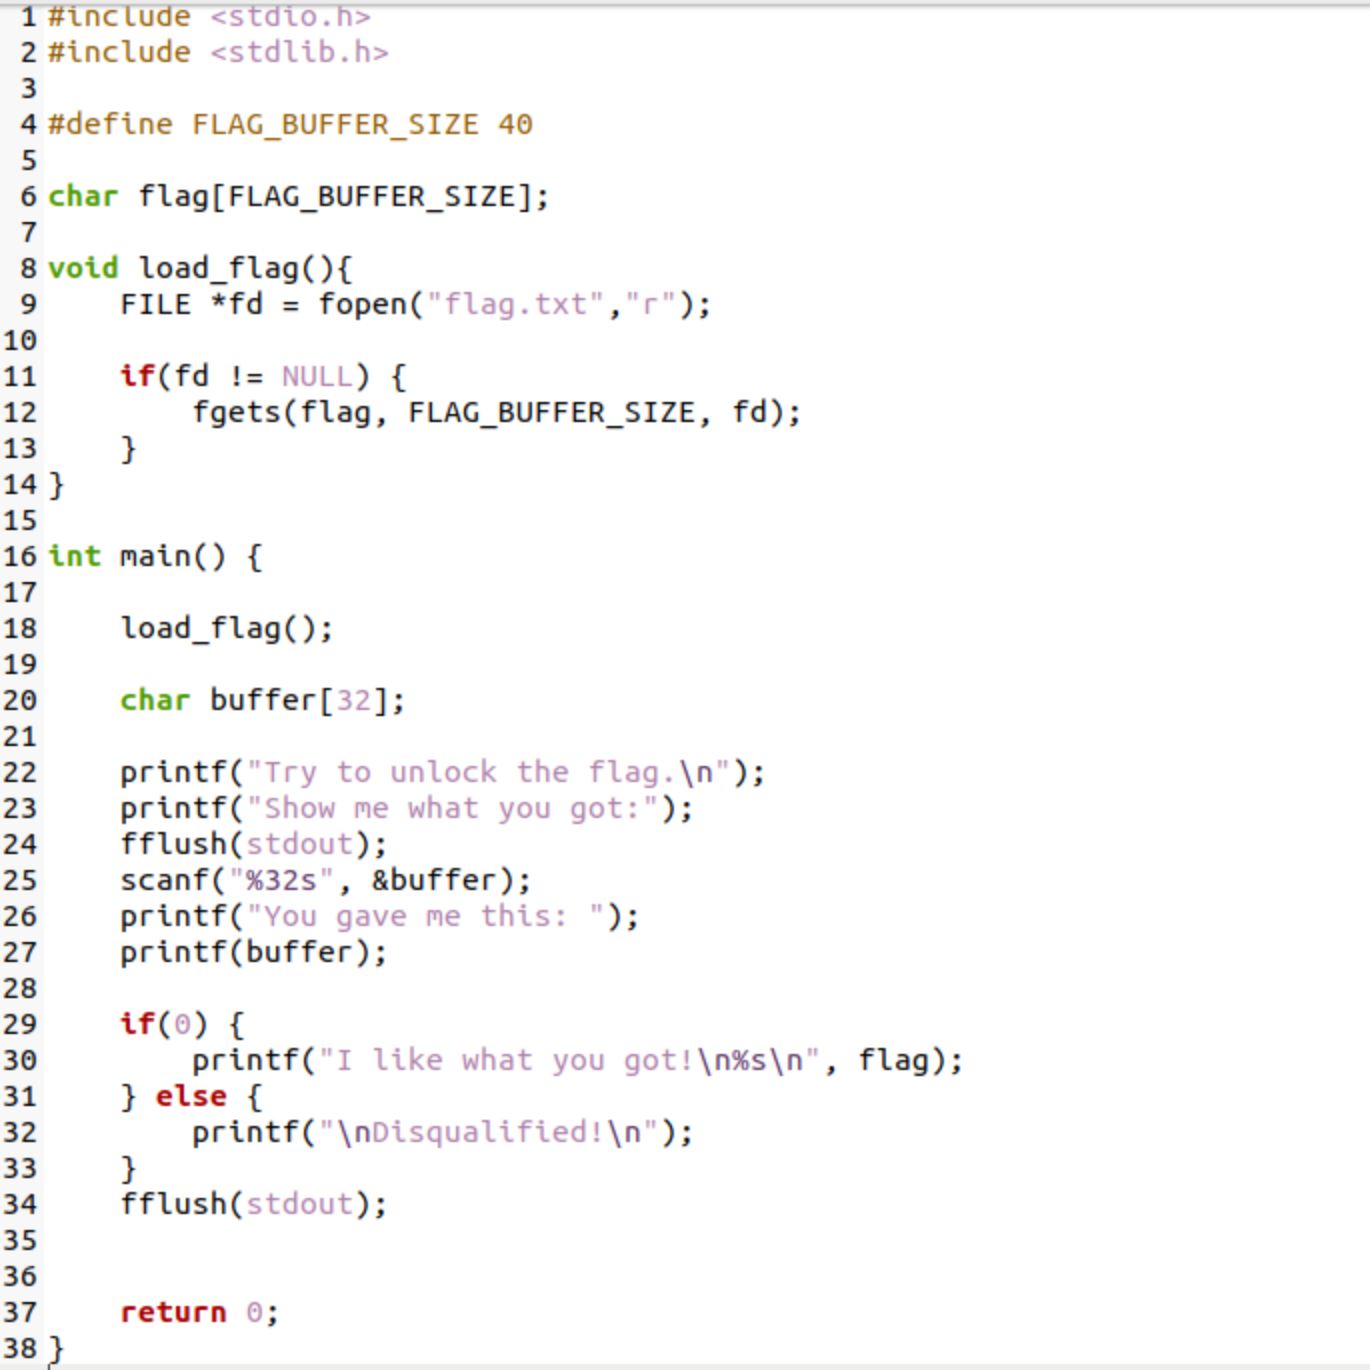 1 #include <stdio.h>
2 #include <stdlib.h>
3
4 #define FLAG_BUFFER_SIZE 40
5
6 char flag[FLAG_BUFFER_SIZE];
7
8 void load_flag(){
9     FILE *fd = fopen("flag.txt","r");
10
11     if(fd != NULL) {
12         fgets(flag, FLAG_BUFFER_SIZE, fd);
13     }
14 }
15
16 int main() {
17
18     load_flag();
19
20     char buffer[32];
21
22     printf("Try to unlock the flag.\n");
23     printf("Show me what you got:");
24     fflush(stdout);
25     scanf("%32s", &buffer);
26     printf("You gave me this: ");
27     printf(buffer);
28
29     if(0) {
30         printf("I like what you got!\n%s\n", flag);
31     } else {
32         printf("\nDisqualified!\n");
33     }
34     fflush(stdout);
35
36
37     return 0;
38 }